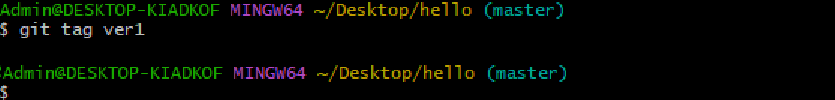 Admin@DESKTOP-KIADKOF MINGW64 ~/Desktop/hello (master)
$ git tag ver1
Admin@DESKTOP-KIADKOF MINGW64 ~/Desktop/hello (master)
$